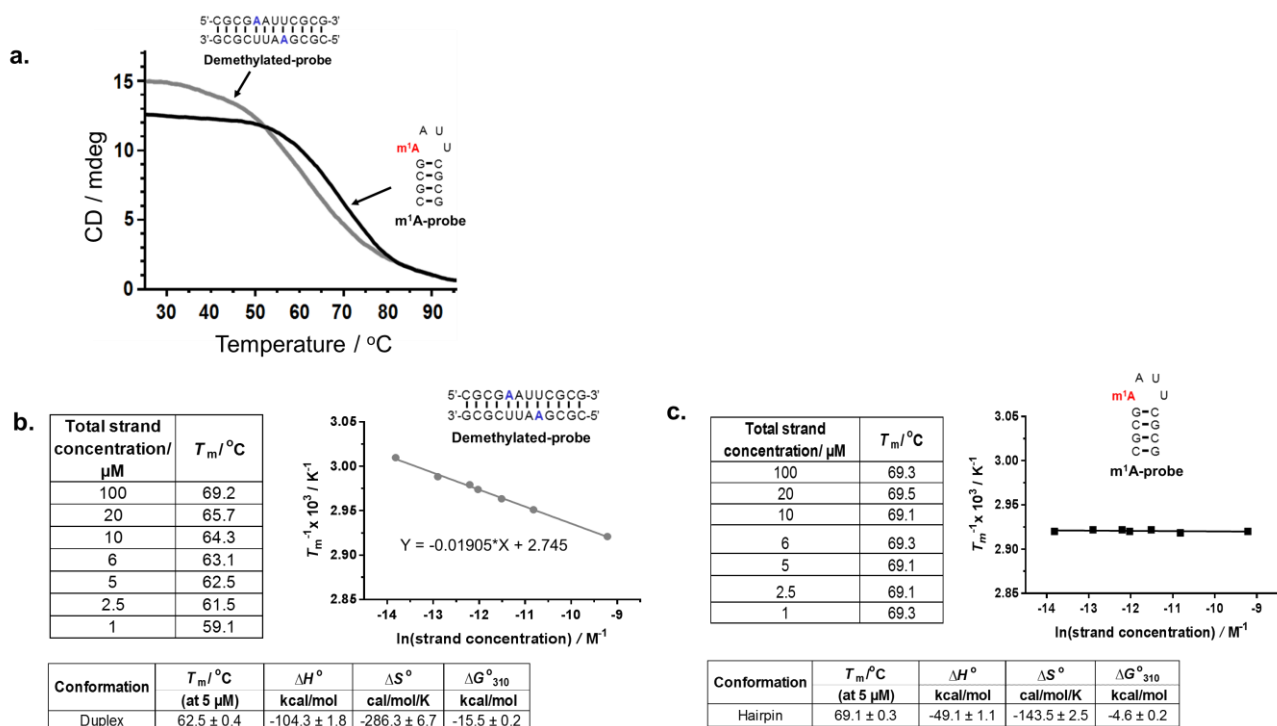 a.
5'-CGCGAAUUCGCG-3'
3'-GCGCUUAAGCGC-5'
Demethylated-probe
15
10
5
0
CD / mdeg
30 40 50 60 70 80 90
Temperature / °C
A U
m¹A U
G C
C G
G C
C G
m¹A-probe
b.
Total strand concentration/ µM Tm/°C
100 69.2
20 65.7
10 64.3
6 63.1
5 62.5
2.5 61.5
1 59.1
5'-CGCGAAUUCGCG-3'
3'-GCGCUUAAGCGC-5'
Demethylated-probe
3.05
3.00
2.95
2.90
2.85
Tm⁻¹ x 10³ / K⁻¹
Y = -0.01905*X + 2.745
-14 -13 -12 -11 -10 -9
ln(strand concentration) / M⁻¹
Conformation Tm/°C (at 5 µM) ΔH° kcal/mol ΔS° cal/mol/K ΔG°310 kcal/mol
Duplex 62.5 ± 0.4 -104.3 ± 1.8 -286.3 ± 6.7 -15.5 ± 0.2
c.
Total strand concentration/ µM Tm/°C
100 69.3
20 69.5
10 69.1
6 69.3
5 69.1
2.5 69.1
1 69.3
A U
m¹A U
G C
C G
G C
C G
m¹A-probe
3.05
3.00
2.95
2.90
2.85
Tm⁻¹ x 10³ / K⁻¹
-14 -13 -12 -11 -10 -9
ln(strand concentration) / M⁻¹
Conformation Tm/°C (at 5 µM) ΔH° kcal/mol ΔS° cal/mol/K ΔG°310 kcal/mol
Hairpin 69.1 ± 0.3 -49.1 ± 1.1 -143.5 ± 2.5 -4.6 ± 0.2